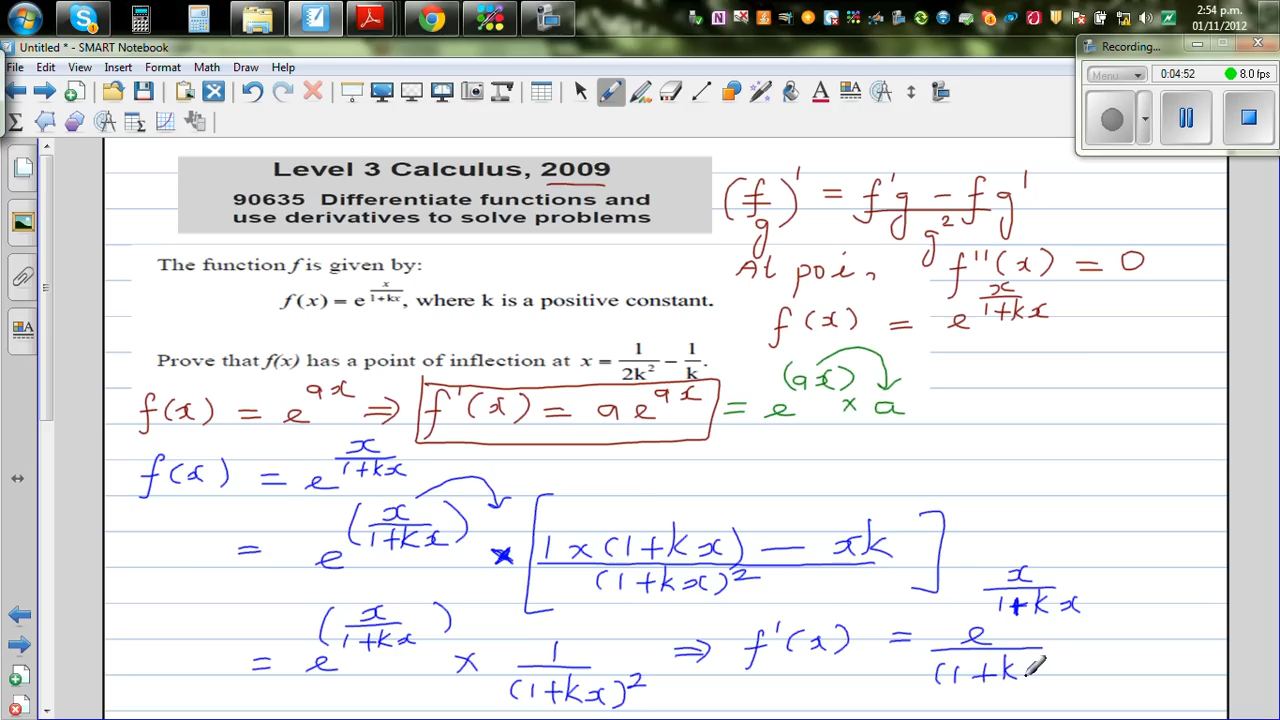 2:54 p.m.
01/11/2012
Untitled * - SMART Notebook
Recording...
File Edit View Insert Format Math Draw Help
Menu
0:04:52
8.0 fps
Level 3 Calculus, 2009
90635 Differentiate functions and
use derivatives to solve problems
(f/g)' = (f'g - fg')/g²
The function f is given by:
At poi, f''(x) = 0
f(x) = e^(x/(1+kx)), where k is a positive constant.
f(x) = e^(x/(1+kx))
Prove that f(x) has a point of inflection at x = 1/(2k²) - 1/k.
f(x) = e^(ax) ⇒ f'(x) = a e^(ax) = e^(ax) × a
f(x) = e^(x/(1+kx))
= e^(x/(1+kx)) × [(1×(1+kx) - xk)/(1+kx)²]
= e^(x/(1+kx)) × 1/(1+kx)² ⇒ f'(x) = e^(x/(1+kx))/(1+k